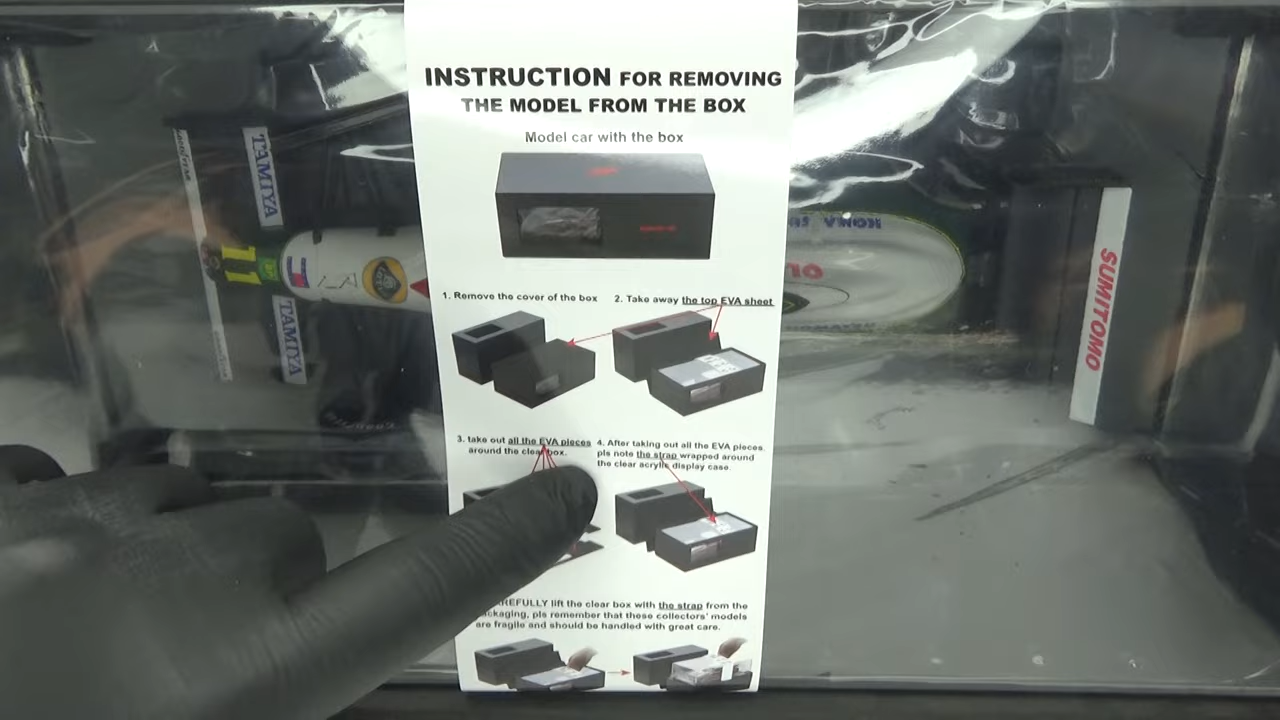 INSTRUCTION FOR REMOVING
THE MODEL FROM THE BOX
Model car with the box
1. Remove the cover of the box
2. Take away the top EVA sheet
3. take out all the EVA pieces
around the clear box.
4. After taking out all the EVA pieces,
pls note the strap wrapped around
the clear acrylic display case.
REFULLY lift the clear box with the strap from the
ckaging, pls remember that these collectors' models
are fragile and should be handled with great care.
TAMIYA
TAMIYA
11
SUMITOMO